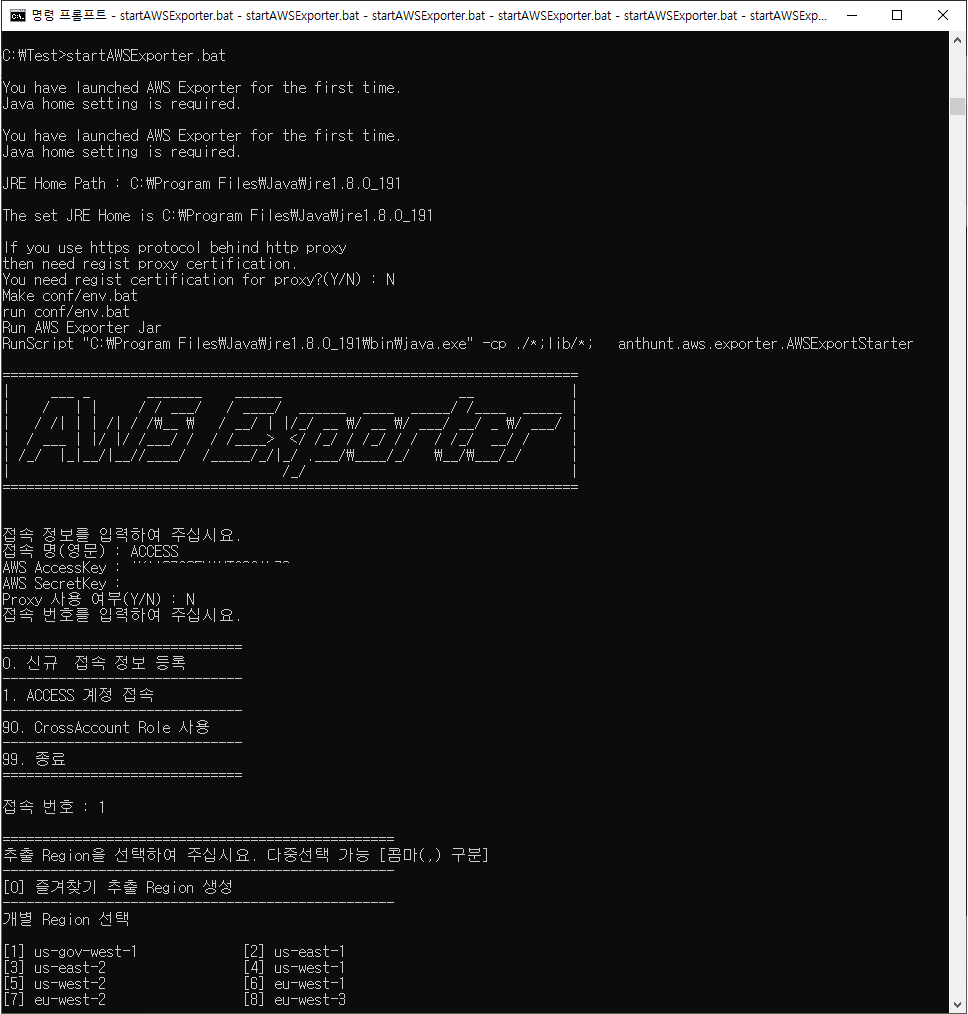 명령 프롬프트 - startAWSExporter.bat - startAWSExporter.bat - startAWSExporter.bat - startAWSExporter.bat - startAWSExporter.bat - startAWSExp...
C:₩Test>startAWSExporter.bat
You have launched AWS Exporter for the first time.
Java home setting is required.
You have launched AWS Exporter for the first time.
Java home setting is required.
JRE Home Path : C:₩Program Files₩Java₩jre1.8.0_191
The set JRE Home is C:₩Program Files₩Java₩jre1.8.0_191
If you use https protocol behind http proxy
then need regist proxy certification.
You need regist certification for proxy?(Y/N) : N
Make conf/env.bat
run conf/env.bat
Run AWS Exporter Jar
RunScript "C:₩Program Files₩Java₩jre1.8.0_191₩bin₩java.exe" -cp ./*;lib/*;   anthunt.aws.exporter.AWSExportStarter
AWS Exporter
접속 정보를 입력하여 주십시요.
접속 명(영문) : ACCESS
AWS AccessKey :
AWS SecretKey :
Proxy 사용 여부(Y/N) : N
접속 번호를 입력하여 주십시요.
0. 신규  접속 정보 등록
1. ACCESS 계정 접속
90. CrossAccount Role 사용
99. 종료
접속 번호 : 1
추출 Region을 선택하여 주십시요. 다중선택 가능 [콤마(,) 구분]
[0] 즐겨찾기 추출 Region 생성
개별 Region 선택
[1] us-gov-west-1 [2] us-east-1
[3] us-east-2 [4] us-west-1
[5] us-west-2 [6] eu-west-1
[7] eu-west-2 [8] eu-west-3